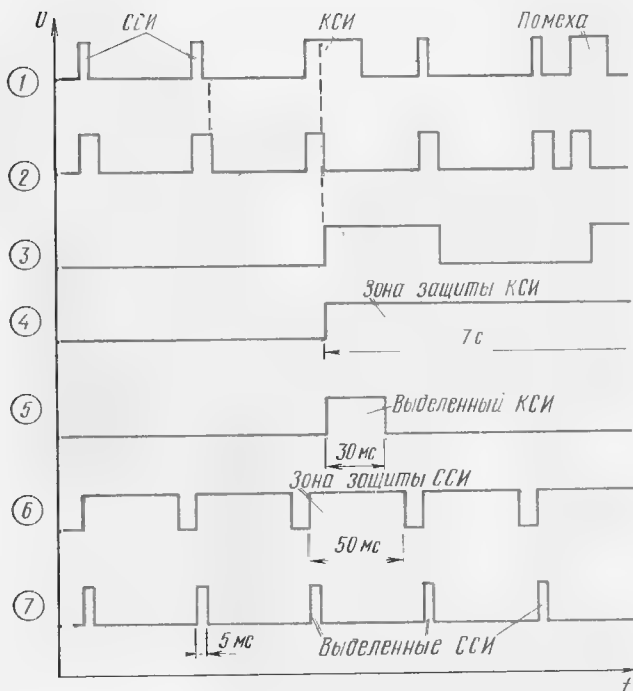 U
ССИ
КСИ
Помеха
1
2
3
Зона защиты КСИ
4
7 с
5
Выделенный КСИ
30 мс
Зона защиты ССИ
6
50 мс
7
5 мс
Выделенные ССИ
t